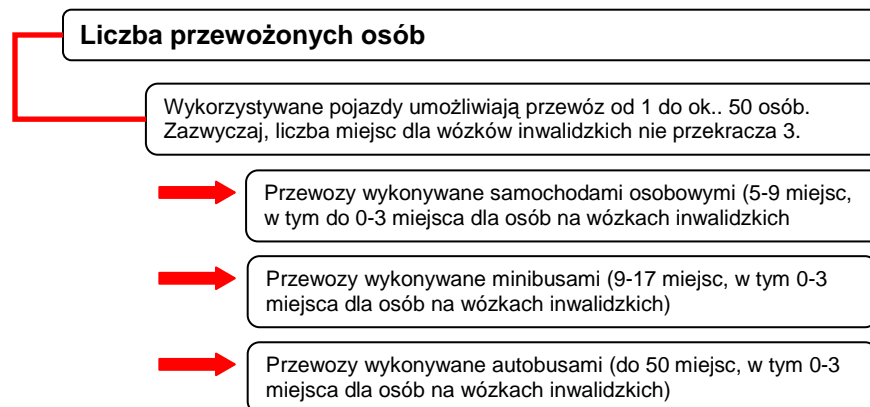 Liczba przewożonych osób
Wykorzystywane pojazdy umożliwiają przewóz od 1 do ok.. 50 osób.
Zazwyczaj, liczba miejsc dla wózków inwalidzkich nie przekracza 3.
Przewozy wykonywane samochodami osobowymi (5-9 miejsc,
w tym do 0-3 miejsca dla osób na wózkach inwalidzkich
Przewozy wykonywane minibusami (9-17 miejsc, w tym 0-3
miejsca dla osób na wózkach inwalidzkich)
Przewozy wykonywane autobusami (do 50 miejsc, w tym 0-3
miejsca dla osób na wózkach inwalidzkich)